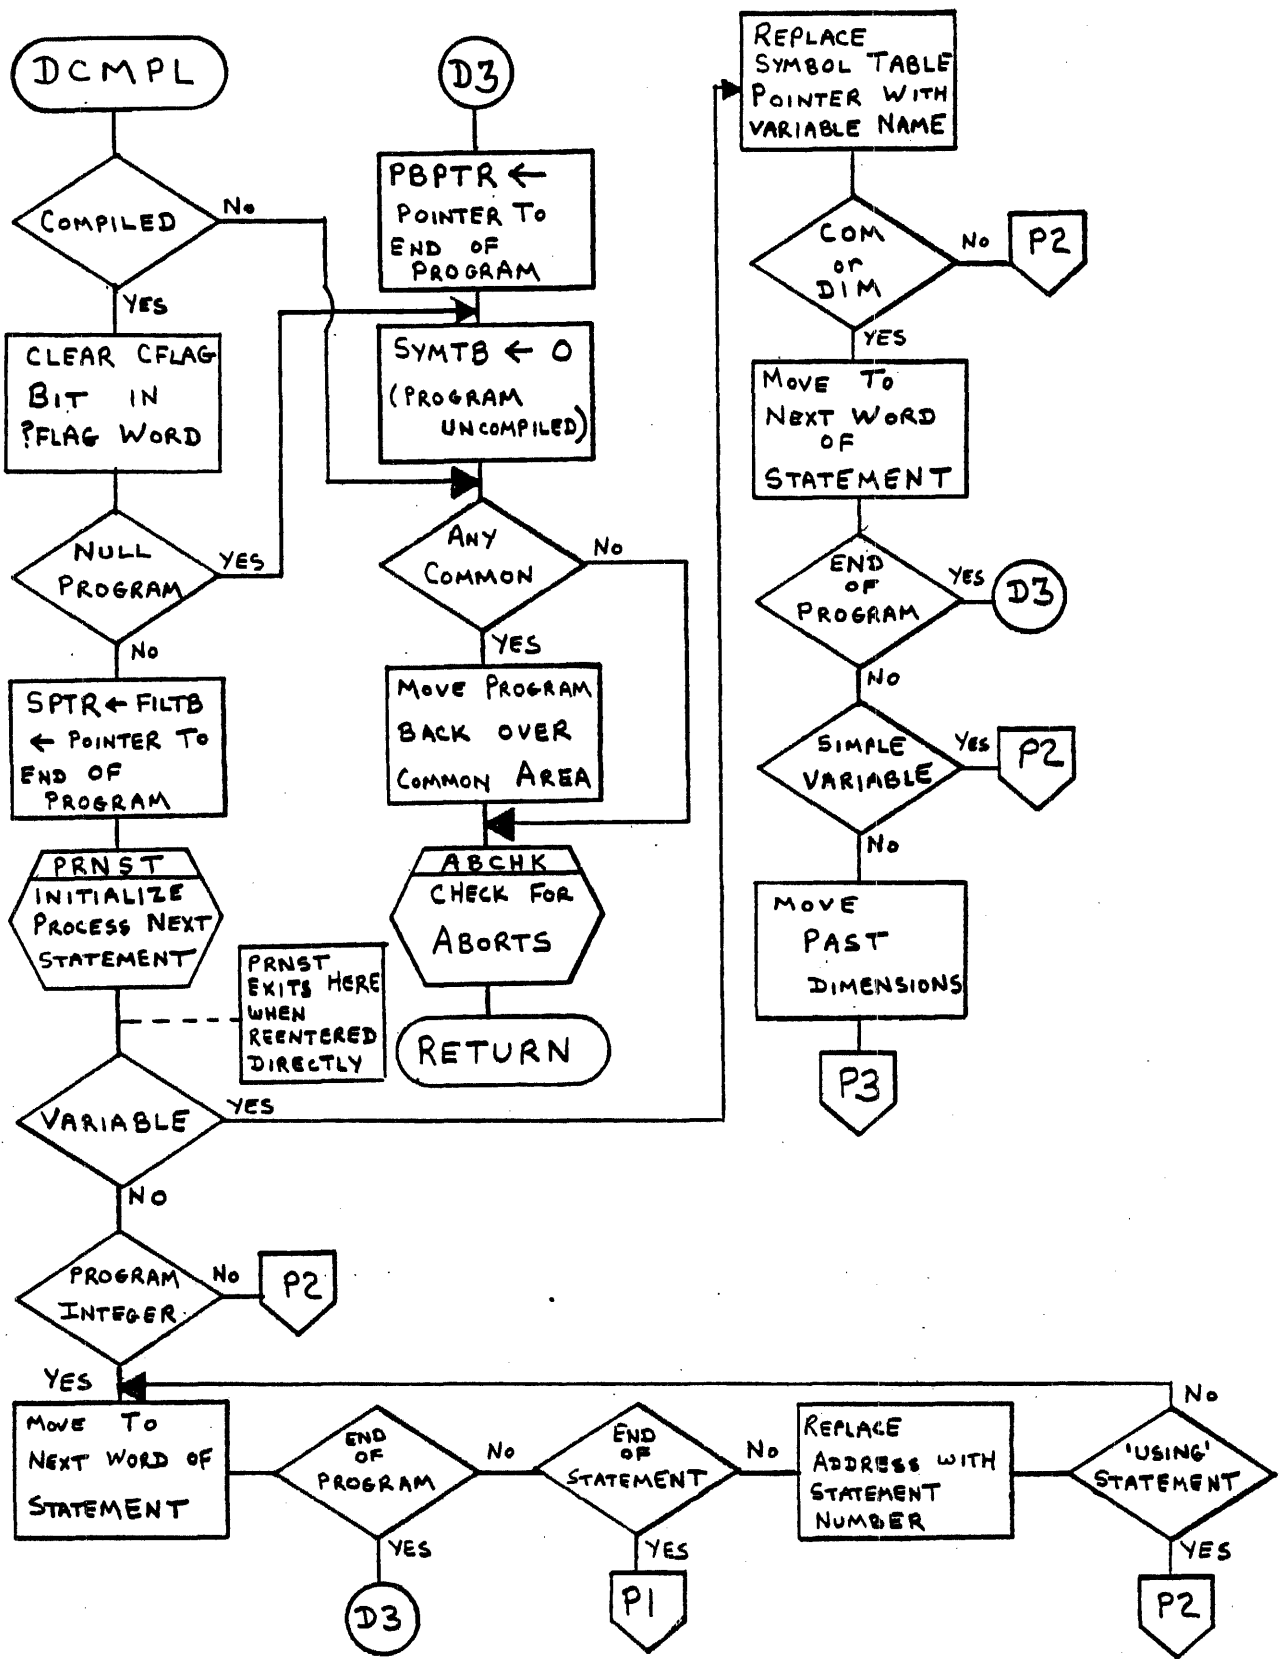 DCMPL
COMPILED
No
YES
CLEAR CFLAG
BIT IN
?FLAG WORD
NULL
PROGRAM
YES
No
SPTR ← FILTB
← POINTER TO
END OF
PROGRAM
PRNST
INITIALIZE
PROCESS NEXT
STATEMENT
PRNST
EXITS HERE
WHEN
REENTERED
DIRECTLY
VARIABLE
YES
NO
PROGRAM
INTEGER
No
P2
YES
MOVE TO
NEXT WORD OF
STATEMENT
END
OF
PROGRAM
No
YES
D3
END
OF
STATEMENT
No
YES
P1
REPLACE
ADDRESS WITH
STATEMENT
NUMBER
'USING'
STATEMENT
No
YES
P2
D3
PBPTR ←
POINTER TO
END OF
PROGRAM
SYMTB ← 0
(PROGRAM
UNCOMPILED)
ANY
COMMON
No
YES
MOVE PROGRAM
BACK OVER
COMMON AREA
ABCHK
CHECK FOR
ABORTS
RETURN
REPLACE
SYMBOL TABLE
POINTER WITH
VARIABLE NAME
COM
or
DIM
No
P2
YES
MOVE TO
NEXT WORD
OF
STATEMENT
END
OF
PROGRAM
YES
D3
No
SIMPLE
VARIABLE
YES
P2
No
MOVE
PAST
DIMENSIONS
P3